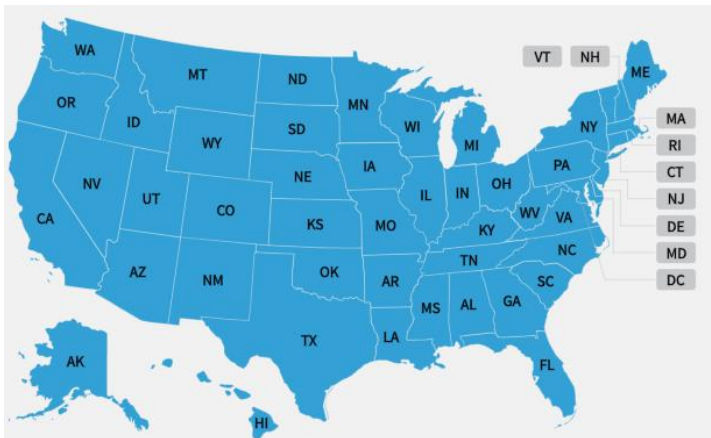 WA
MT
ND
MN
VT
NH
ME
OR
ID
WY
SD
WI
MI
NY
MA
RI
CT
NV
UT
CO
NE
IA
IL
IN
OH
PA
NJ
CA
KS
MO
KY
WV
VA
DE
MD
DC
AZ
NM
OK
AR
TN
NC
SC
TX
LA
MS
AL
GA
FL
AK
HI